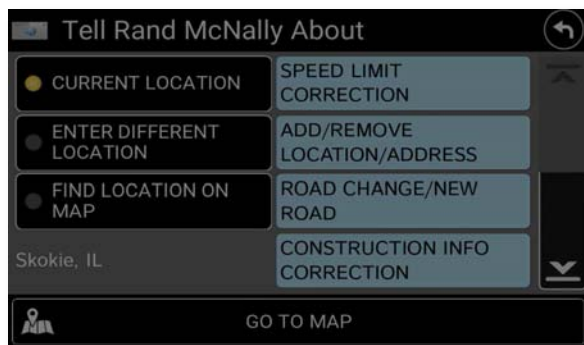 Tell Rand McNally About
CURRENT LOCATION
ENTER DIFFERENT
LOCATION
FIND LOCATION ON
MAP
Skokie, IL
SPEED LIMIT
CORRECTION
ADD/REMOVE
LOCATION/ADDRESS
ROAD CHANGE/NEW
ROAD
CONSTRUCTION INFO
CORRECTION
GO TO MAP